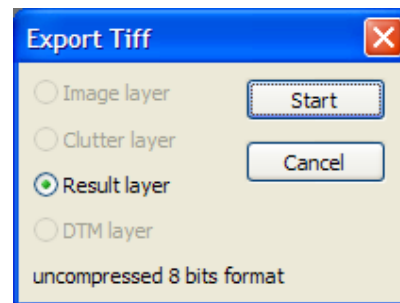 Export Tiff
Image layer
Start
Clutter layer
Cancel
Result layer
DTM layer
uncompressed 8 bits format